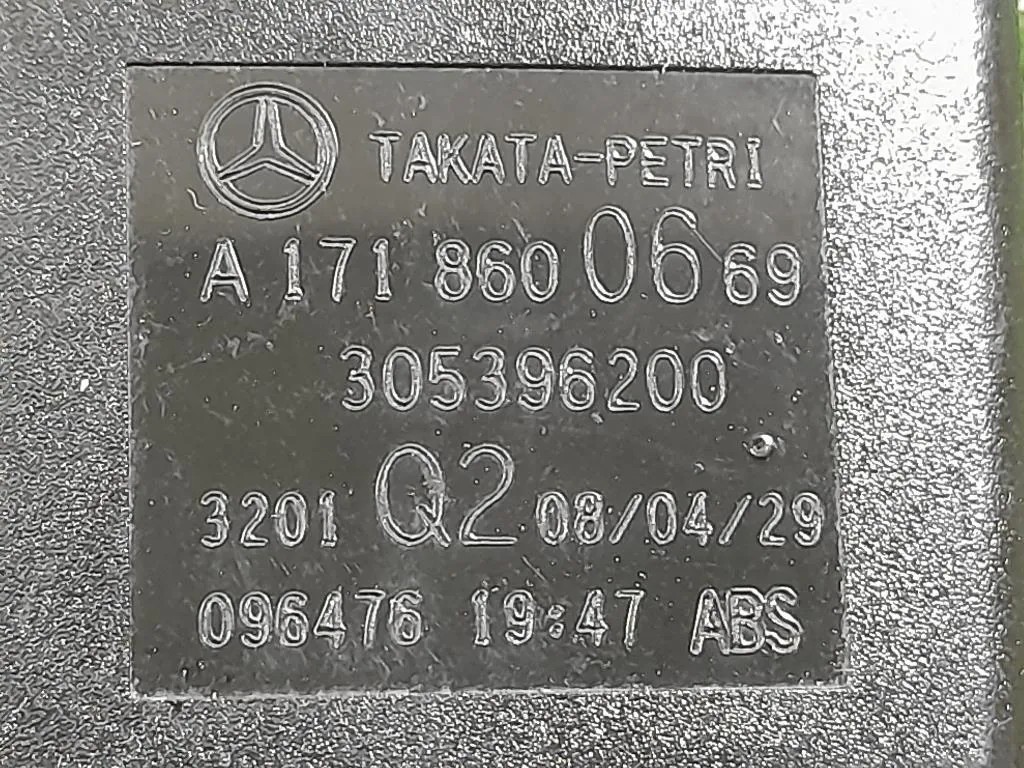 TAKATA-PETRI
A 171 860 06 69
305396200
3201 Q2 08/04/29
096476 19:47 ABS